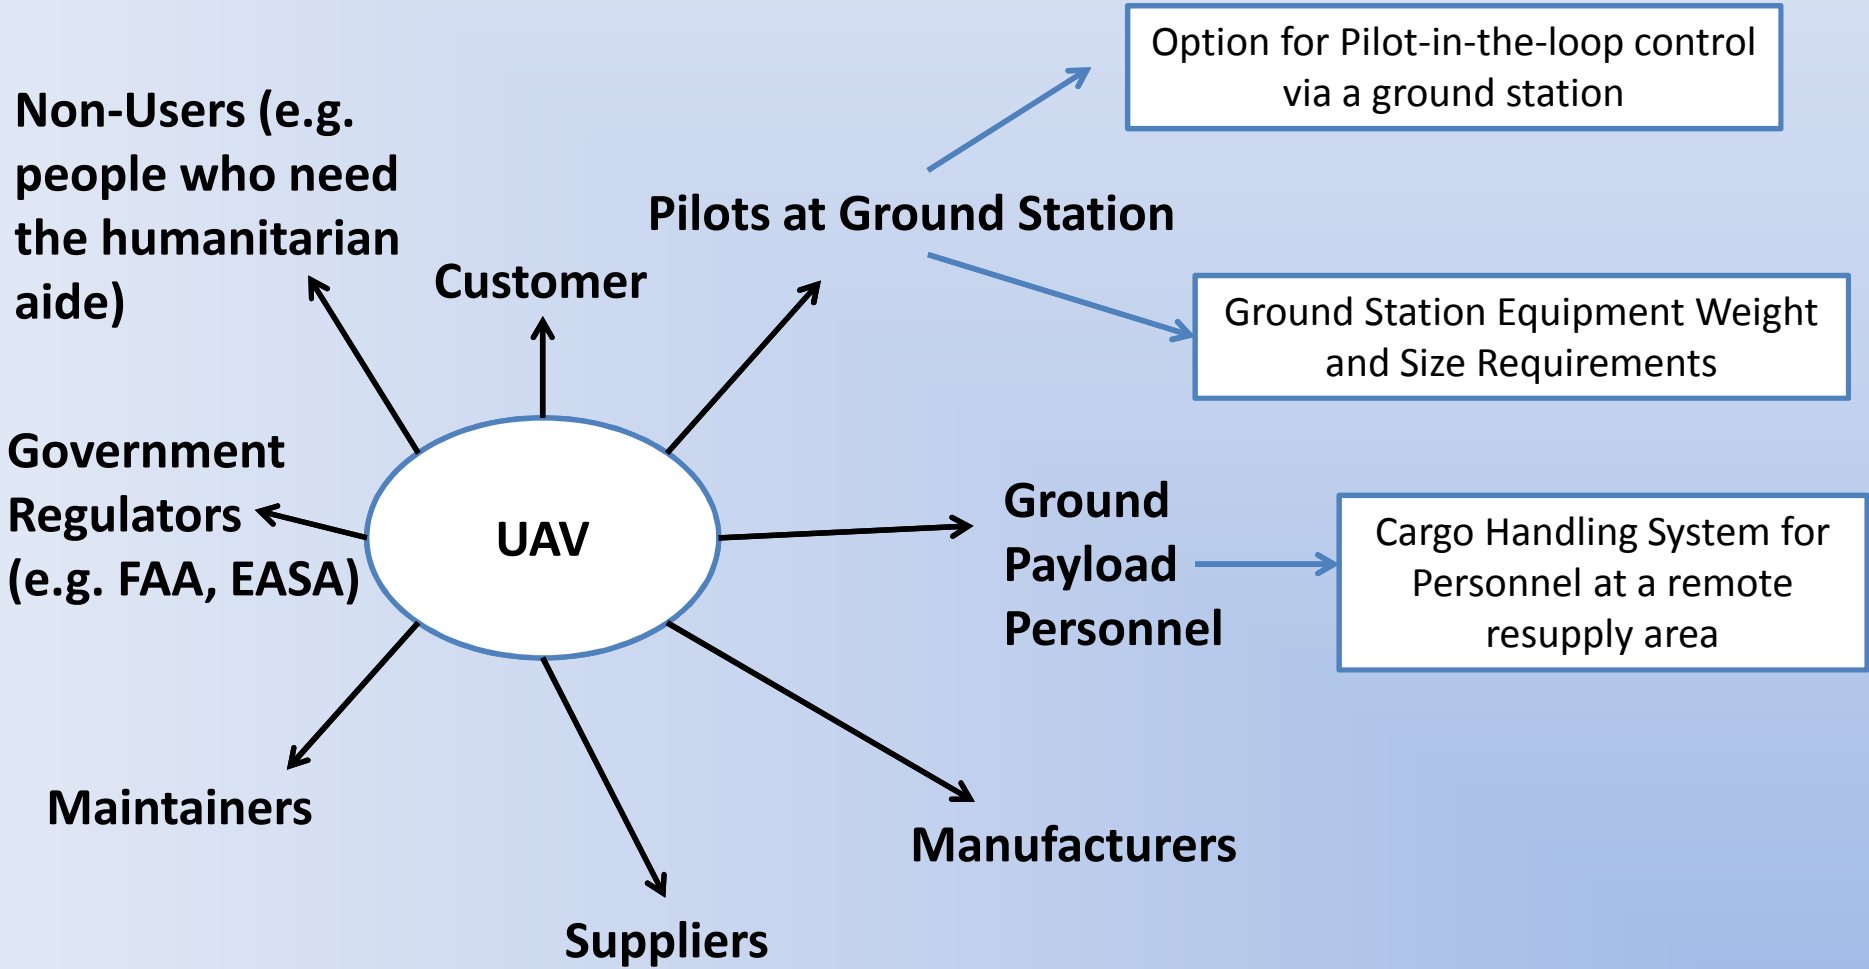 Option for Pilot-in-the-loop control
via a ground station
Non-Users (e.g.
people who need
the humanitarian
aide)
Pilots at Ground Station
Customer
Ground Station Equipment Weight
and Size Requirements
Government
Regulators
(e.g. FAA, EASA)
UAV
Ground
Payload
Personnel
Cargo Handling System for
Personnel at a remote
resupply area
Maintainers
Manufacturers
Suppliers